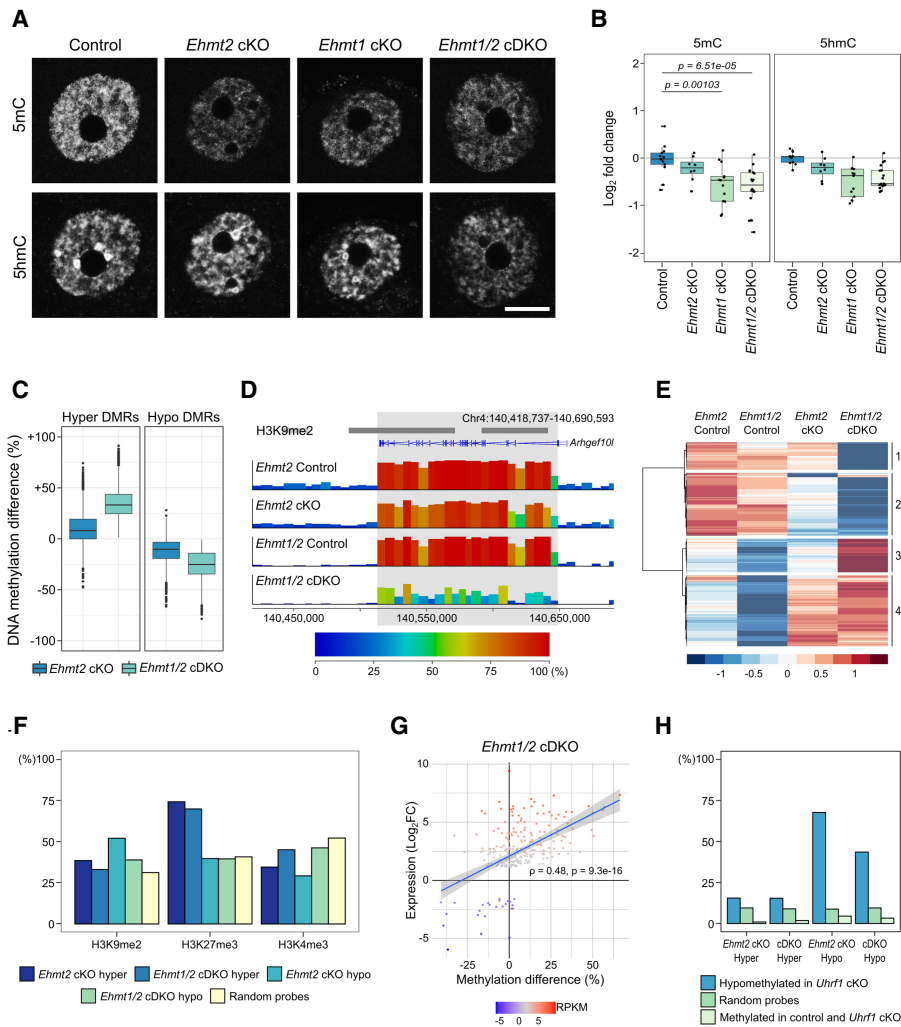 A
Control
Ehmt2 cKO
Ehmt1 cKO
Ehmt1/2 cDKO
5mC
5hmC
B
5mC
5hmC
p = 6.51e-05
p = 0.00103
Log2 fold change
2
1
0
-1
-2
Control
Ehmt2 cKO
Ehmt1 cKO
Ehmt1/2 cDKO
Control
Ehmt2 cKO
Ehmt1 cKO
Ehmt1/2 cDKO
C
Hyper DMRs
Hypo DMRs
DNA methylation difference (%)
+100
+50
0
-50
-100
Ehmt2 cKO
Ehmt1/2 cDKO
D
Chr4:140,418,737-140,690,593
H3K9me2
Arhgef10l
Ehmt2 Control
Ehmt2 cKO
Ehmt1/2 Control
Ehmt1/2 cDKO
140,450,000
140,550,000
140,650,000
0
25
50
75
100 (%)
E
Ehmt2 Control
Ehmt1/2 Control
Ehmt2 cKO
Ehmt1/2 cDKO
1
2
3
4
-1
-0.5
0
0.5
1
-F
(%)100
75
50
25
0
H3K9me2
H3K27me3
H3K4me3
Ehmt2 cKO hyper
Ehmt1/2 cDKO hyper
Ehmt2 cKO hypo
Ehmt1/2 cDKO hypo
Random probes
G
Ehmt1/2 cDKO
Expression (Log2FC)
10
5
0
-5
ρ = 0.48, p = 9.3e-16
-25
0
25
50
Methylation difference (%)
RPKM
-5
0
5
H
(%)100
75
50
25
0
Ehmt2 cKO Hyper
cDKO Hyper
Ehmt2 cKO Hypo
cDKO Hypo
Hypomethylated in Uhrf1 cKO
Random probes
Methylated in control and Uhrf1 cKO